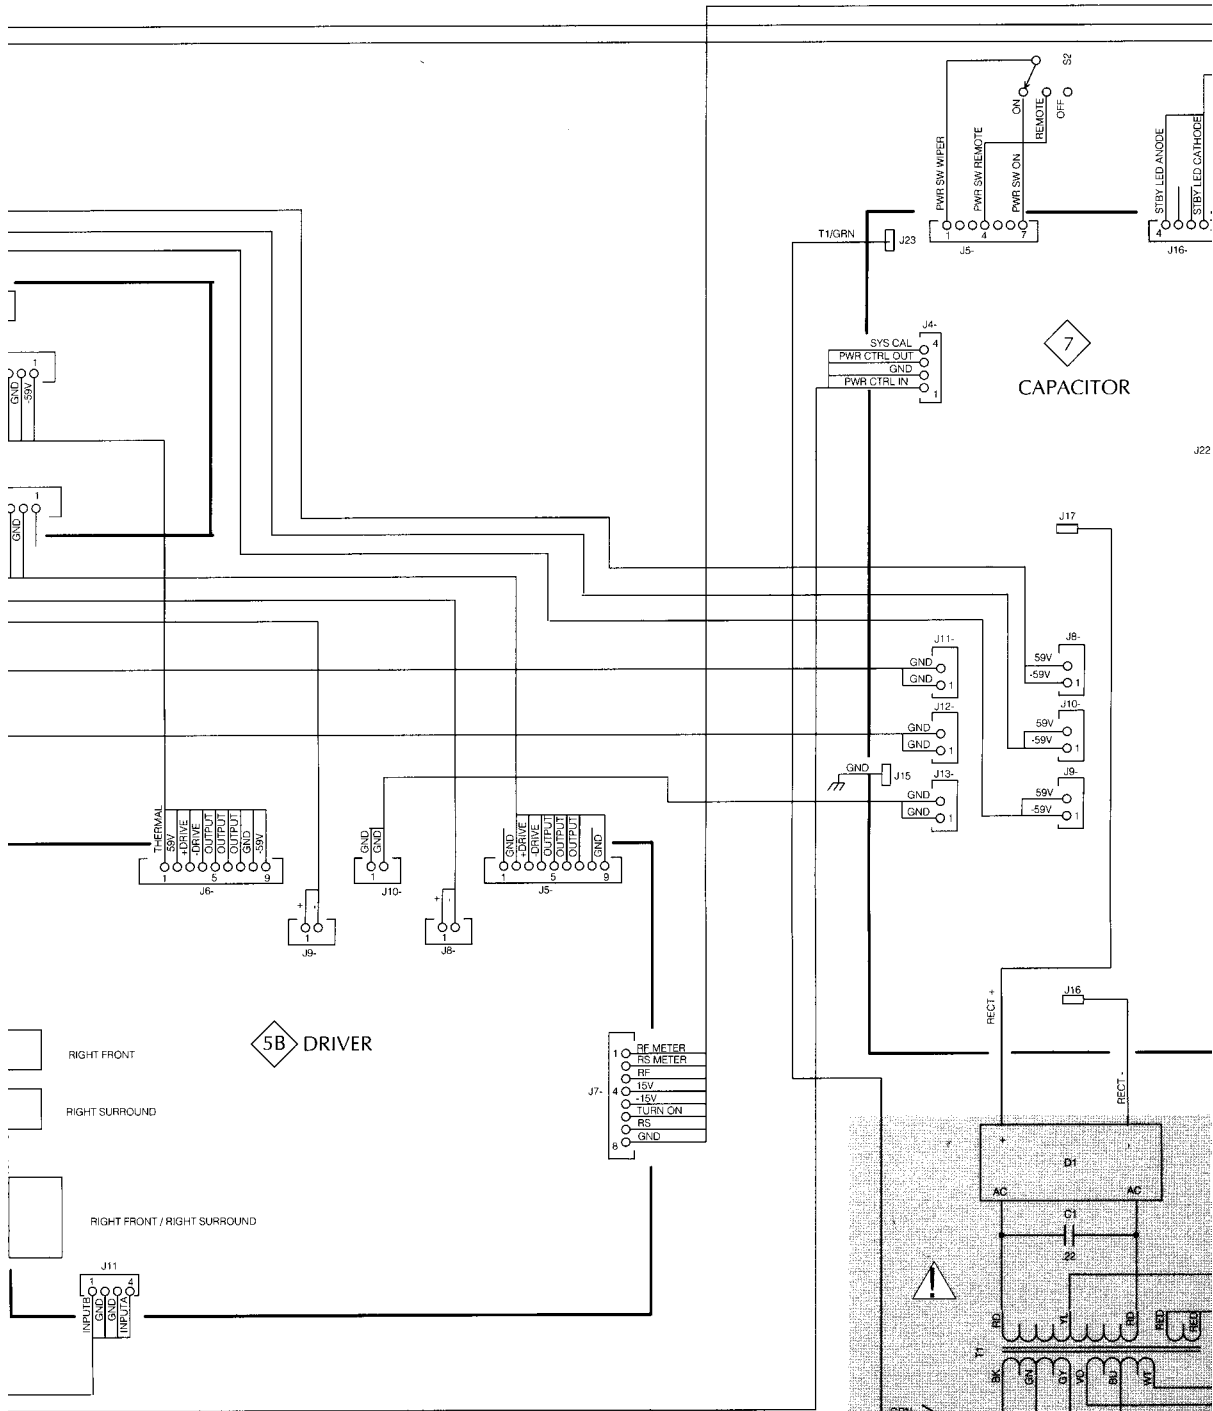 S2
ON
REMOTE
OFF
PWR SW WIPER
PWR SW REMOTE
PWR SW ON
STBY LED ANODE
STBY LED CATHODE
T1/GRN
J23
1 4 7
J5-
4
J16-
J4-
SYS CAL 4
PWR CTRL OUT
GND
PWR CTRL IN 1
7
CAPACITOR
1
GND
-59V
J22
1
GND
J17
J11-
GND
GND 1
J8-
59V
-59V 1
J12-
GND
GND 1
J10-
59V
-59V 1
GND
J15
J13-
GND
GND 1
J9-
59V
-59V 1
THERMAL
59V
+DRIVE
-DRIVE
OUTPUT
OUTPUT
OUTPUT
GND
-59V
1 5 9
J6-
GND
GND
1
J10-
GND
+DRIVE
-DRIVE
OUTPUT
OUTPUT
OUTPUT
GND
1 5 9
J5-
+ -
1
J9-
+ -
1
J8-
RECT +
J16
RECT -
5B DRIVER
RIGHT FRONT
RIGHT SURROUND
RIGHT FRONT / RIGHT SURROUND
J7-
1 RF METER
RS METER
RF
4 15V
-15V
TURN ON
RS
8 GND
+ -
D1
AC AC
C1
.22
J11
1 4
INPUTB
GND
GND
INPUTA
RD
YL
RD
RED
RED
T1
BK
GN
GY
VO
BU
WT
GRN